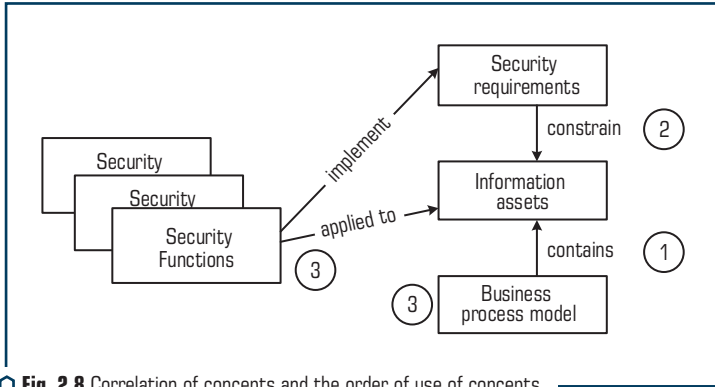 Security
requirements
implement
constrain
2
Security
Information
assets
Security
applied to
Security
Functions
contains
1
3
3
Business
process model
Fig. 2.8 Correlation of concepts and the order of use of concepts